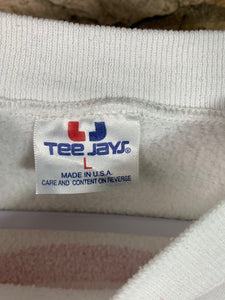 TEE JAYS®
L
MADE IN U.S.A.
CARE AND CONTENT ON REVERSE